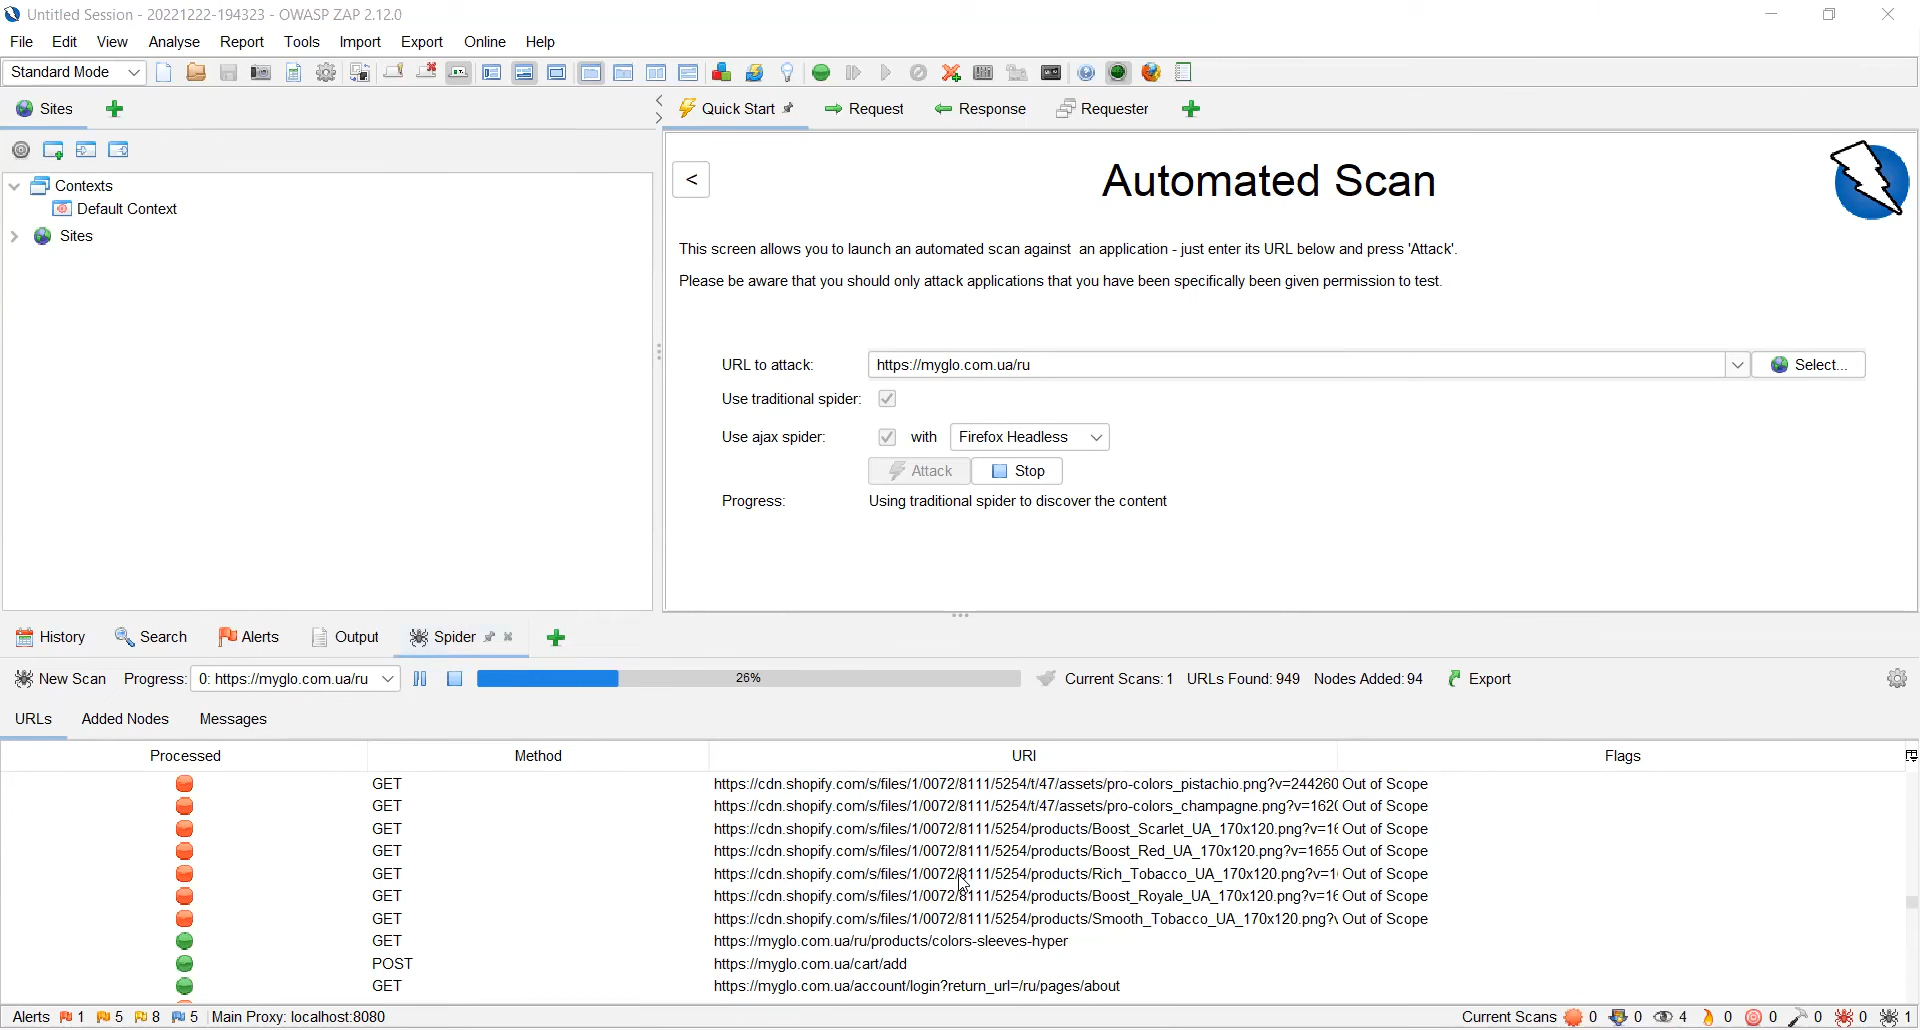 Untitled Session - 20221222-194323 - OWASP ZAP 2.12.0
File Edit View Analyse Report Tools Import Export Online Help
Standard Mode
Sites
Quick Start Request Response Requester
<
Automated Scan
Contexts
Default Context
Sites
This screen allows you to launch an automated scan against an application - just enter its URL below and press 'Attack'.
Please be aware that you should only attack applications that you have been specifically been given permission to test.
URL to attack: https://myglo.com.ua/ru Select...
Use traditional spider:
Use ajax spider: with Firefox Headless
Attack Stop
Progress: Using traditional spider to discover the content
History Search Alerts Output Spider
New Scan Progress: 0: https://myglo.com.ua/ru 26% Current Scans: 1 URLs Found: 949 Nodes Added: 94 Export
URLs Added Nodes Messages
Processed Method URI Flags
GET https://cdn.shopify.com/s/files/1/0072/8111/5254/t/47/assets/pro-colors_pistachio.png?v=244260 Out of Scope
GET https://cdn.shopify.com/s/files/1/0072/8111/5254/t/47/assets/pro-colors_champagne.png?v=1620 Out of Scope
GET https://cdn.shopify.com/s/files/1/0072/8111/5254/products/Boost_Scarlet_UA_170x120.png?v=16 Out of Scope
GET https://cdn.shopify.com/s/files/1/0072/8111/5254/products/Boost_Red_UA_170x120.png?v=1655 Out of Scope
GET https://cdn.shopify.com/s/files/1/0072/8111/5254/products/Rich_Tobacco_UA_170x120.png?v=1 Out of Scope
GET https://cdn.shopify.com/s/files/1/0072/8111/5254/products/Boost_Royale_UA_170x120.png?v=16 Out of Scope
GET https://cdn.shopify.com/s/files/1/0072/8111/5254/products/Smooth_Tobacco_UA_170x120.png? Out of Scope
GET https://myglo.com.ua/ru/products/colors-sleeves-hyper
POST https://myglo.com.ua/cart/add
GET https://myglo.com.ua/account/login?return_url=/ru/pages/about
Alerts 1 5 8 5 Main Proxy: localhost:8080 Current Scans 0 0 4 0 0 0 0 1